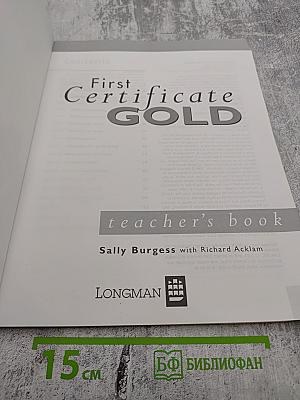 First
Certificate
GOLD
teacher's book
Sally Burgess with Richard Acklam
LONGMAN
15 см
БФ БИБЛИОФАН